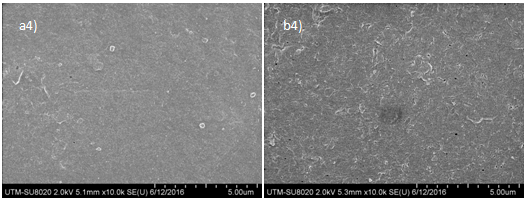 a4)
UTM-SU8020 2.0kV 5.1mm x10.0k SE(U) 6/12/2016 5.00um
b4)
UTM-SU8020 2.0kV 5.3mm x10.0k SE(U) 6/12/2016 5.00um